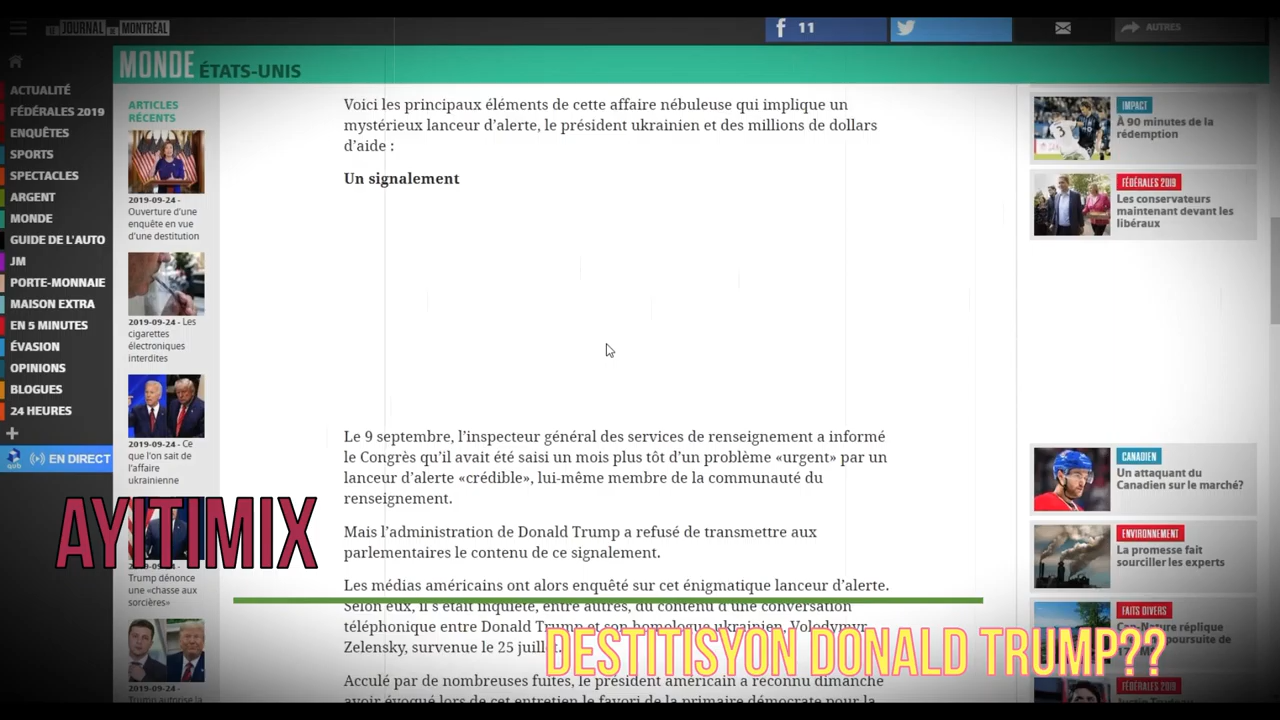 LE JOURNAL DE MONTRÉAL
11
AUTRES
MONDE ÉTATS-UNIS
ACTUALITÉ
FÉDÉRALES 2019
ENQUÊTES
SPORTS
SPECTACLES
ARGENT
MONDE
GUIDE DE L'AUTO
JM
PORTE-MONNAIE
MAISON EXTRA
EN 5 MINUTES
ÉVASION
OPINIONS
BLOGUES
24 HEURES
qub
EN DIRECT
ARTICLES
RÉCENTS
2019-09-24 -
Ouverture d'une
enquête en vue
d'une destitution
2019-09-24 - Les
cigarettes
électroniques
interdites
2019-09-24 - Ce
que l'on sait de
l'affaire
ukrainienne
Trump dénonce
une «chasse aux
sorcières»
2019-09-24 -
Trump autorise la
Voici les principaux éléments de cette affaire nébuleuse qui implique un
mystérieux lanceur d'alerte, le président ukrainien et des millions de dollars
d'aide :
Un signalement
Le 9 septembre, l'inspecteur général des services de renseignement a informé
le Congrès qu'il avait été saisi un mois plus tôt d'un problème «urgent» par un
lanceur d'alerte «crédible», lui-même membre de la communauté du
renseignement.
Mais l'administration de Donald Trump a refusé de transmettre aux
parlementaires le contenu de ce signalement.
Les médias américains ont alors enquêté sur cet énigmatique lanceur d'alerte.
Selon eux, il s'était inquiété, entre autres, du contenu d'une conversation
téléphonique entre Donald Trump et son homologue ukrainien, Volodymyr
Zelensky, survenue le 25 juillet.
Acculé par de nombreuses fuites, le président américain a reconnu dimanche
avoir évoqué lors de cet entretien le favori de la primaire démocrate pour la
IMPACT
À 90 minutes de la
rédemption
FÉDÉRALES 2019
Les conservateurs
maintenant devant les
libéraux
CANADIEN
Un attaquant du
Canadien sur le marché?
ENVIRONNEMENT
La promesse fait
sourciller les experts
FAITS DIVERS
réplique
poursuite de
FÉDÉRALES 2019
AYITIMIX
DESTITISYON DONALD TRUMP??